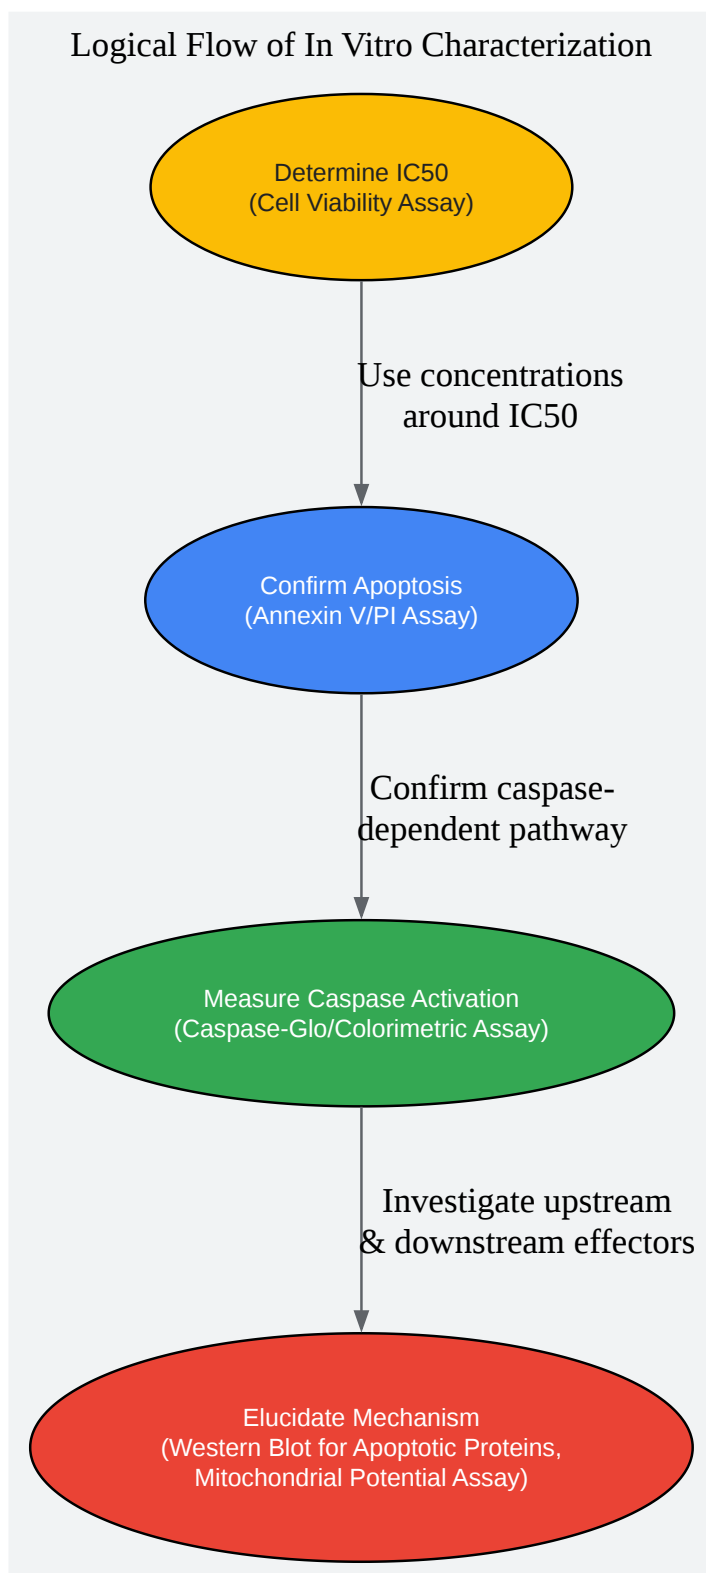 Logical Flow of In Vitro Characterization
Determine IC50
(Cell Viability Assay)
Use concentrations
around IC50
Confirm Apoptosis
(Annexin V/PI Assay)
Confirm caspase-
dependent pathway
Measure Caspase Activation
(Caspase-Glo/Colorimetric Assay)
Investigate upstream
& downstream effectors
Elucidate Mechanism
(Western Blot for Apoptotic Proteins,
Mitochondrial Potential Assay)